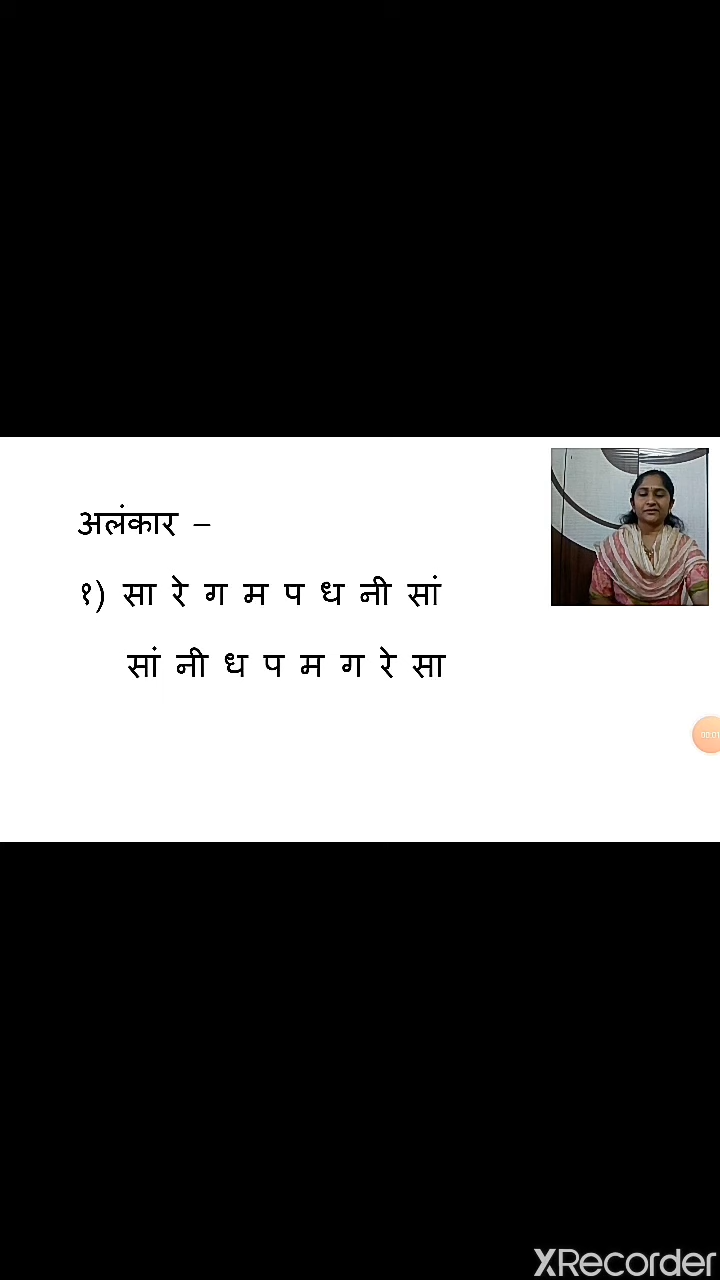 अलंकार –
१) सा रे ग म प ध नी सां
सां नी ध प म ग रे सा
XRecorder